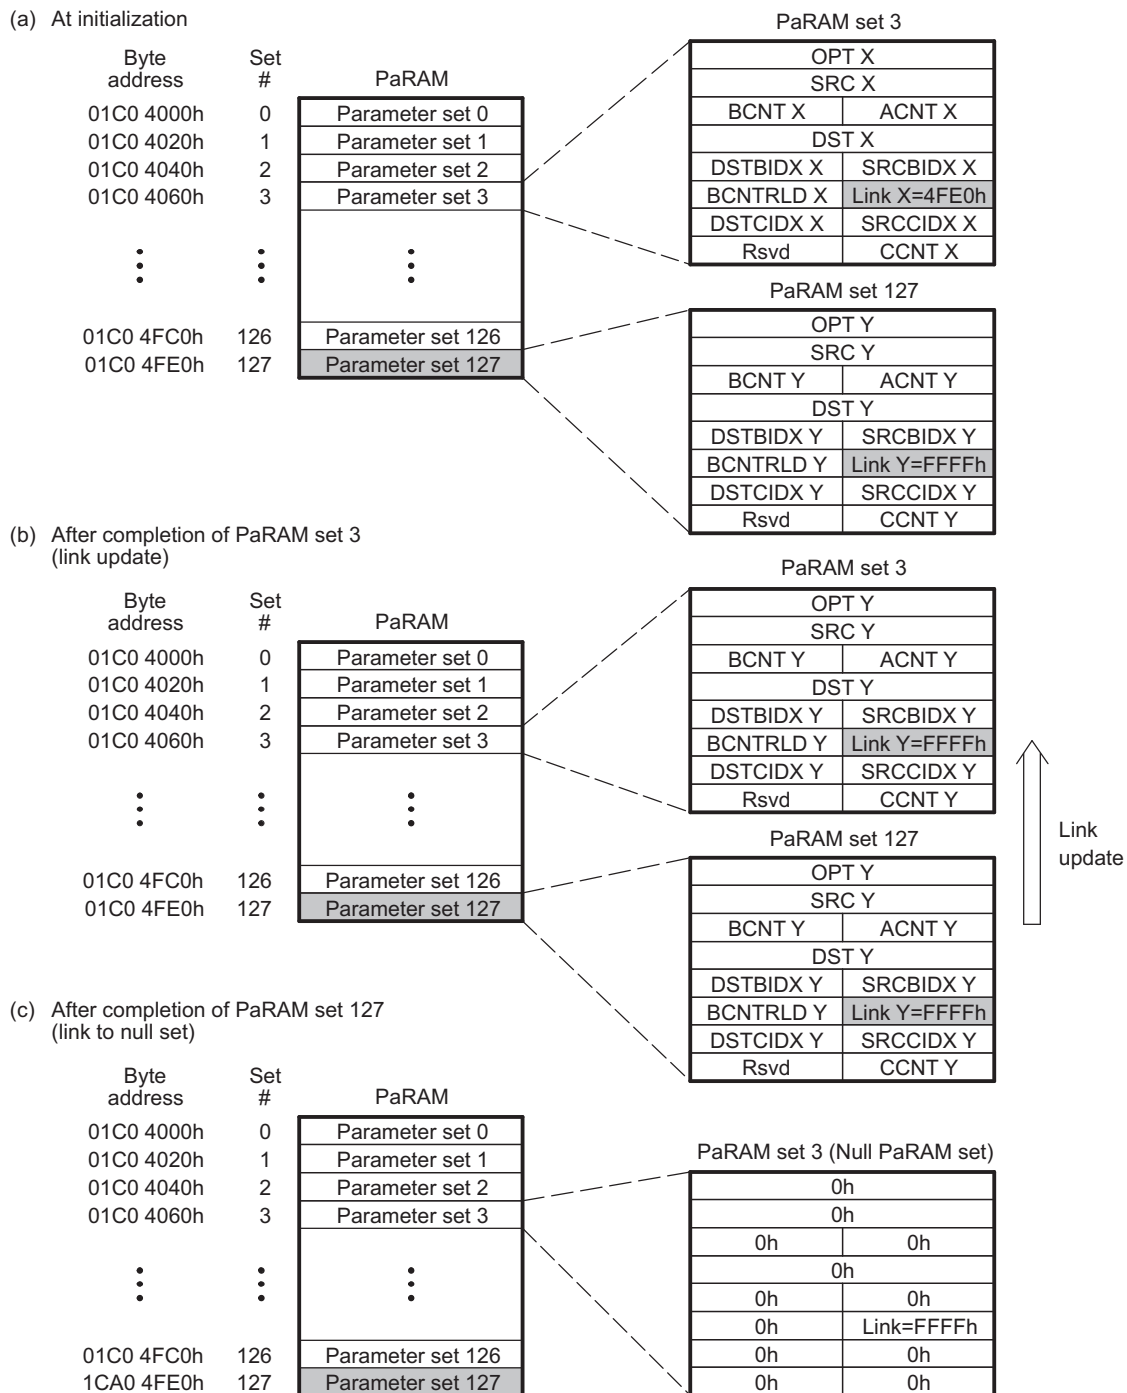 (a) At initialization
Byte address Set # PaRAM
01C0 4000h 0 Parameter set 0
01C0 4020h 1 Parameter set 1
01C0 4040h 2 Parameter set 2
01C0 4060h 3 Parameter set 3
01C0 4FC0h 126 Parameter set 126
01C0 4FE0h 127 Parameter set 127
PaRAM set 3
OPT X
SRC X
BCNT X ACNT X
DST X
DSTBIDX X SRCBIDX X
BCNTRLD X Link X=4FE0h
DSTCIDX X SRCCIDX X
Rsvd CCNT X
PaRAM set 127
OPT Y
SRC Y
BCNT Y ACNT Y
DST Y
DSTBIDX Y SRCBIDX Y
BCNTRLD Y Link Y=FFFFh
DSTCIDX Y SRCCIDX Y
Rsvd CCNT Y
(b) After completion of PaRAM set 3
(link update)
Byte address Set # PaRAM
01C0 4000h 0 Parameter set 0
01C0 4020h 1 Parameter set 1
01C0 4040h 2 Parameter set 2
01C0 4060h 3 Parameter set 3
01C0 4FC0h 126 Parameter set 126
01C0 4FE0h 127 Parameter set 127
PaRAM set 3
OPT Y
SRC Y
BCNT Y ACNT Y
DST Y
DSTBIDX Y SRCBIDX Y
BCNTRLD Y Link Y=FFFFh
DSTCIDX Y SRCCIDX Y
Rsvd CCNT Y
PaRAM set 127
OPT Y
SRC Y
BCNT Y ACNT Y
DST Y
DSTBIDX Y SRCBIDX Y
BCNTRLD Y Link Y=FFFFh
DSTCIDX Y SRCCIDX Y
Rsvd CCNT Y
Link
update
(c) After completion of PaRAM set 127
(link to null set)
Byte address Set # PaRAM
01C0 4000h 0 Parameter set 0
01C0 4020h 1 Parameter set 1
01C0 4040h 2 Parameter set 2
01C0 4060h 3 Parameter set 3
01C0 4FC0h 126 Parameter set 126
1CA0 4FE0h 127 Parameter set 127
PaRAM set 3 (Null PaRAM set)
0h
0h
0h 0h
0h
0h 0h
0h Link=FFFFh
0h 0h
0h 0h